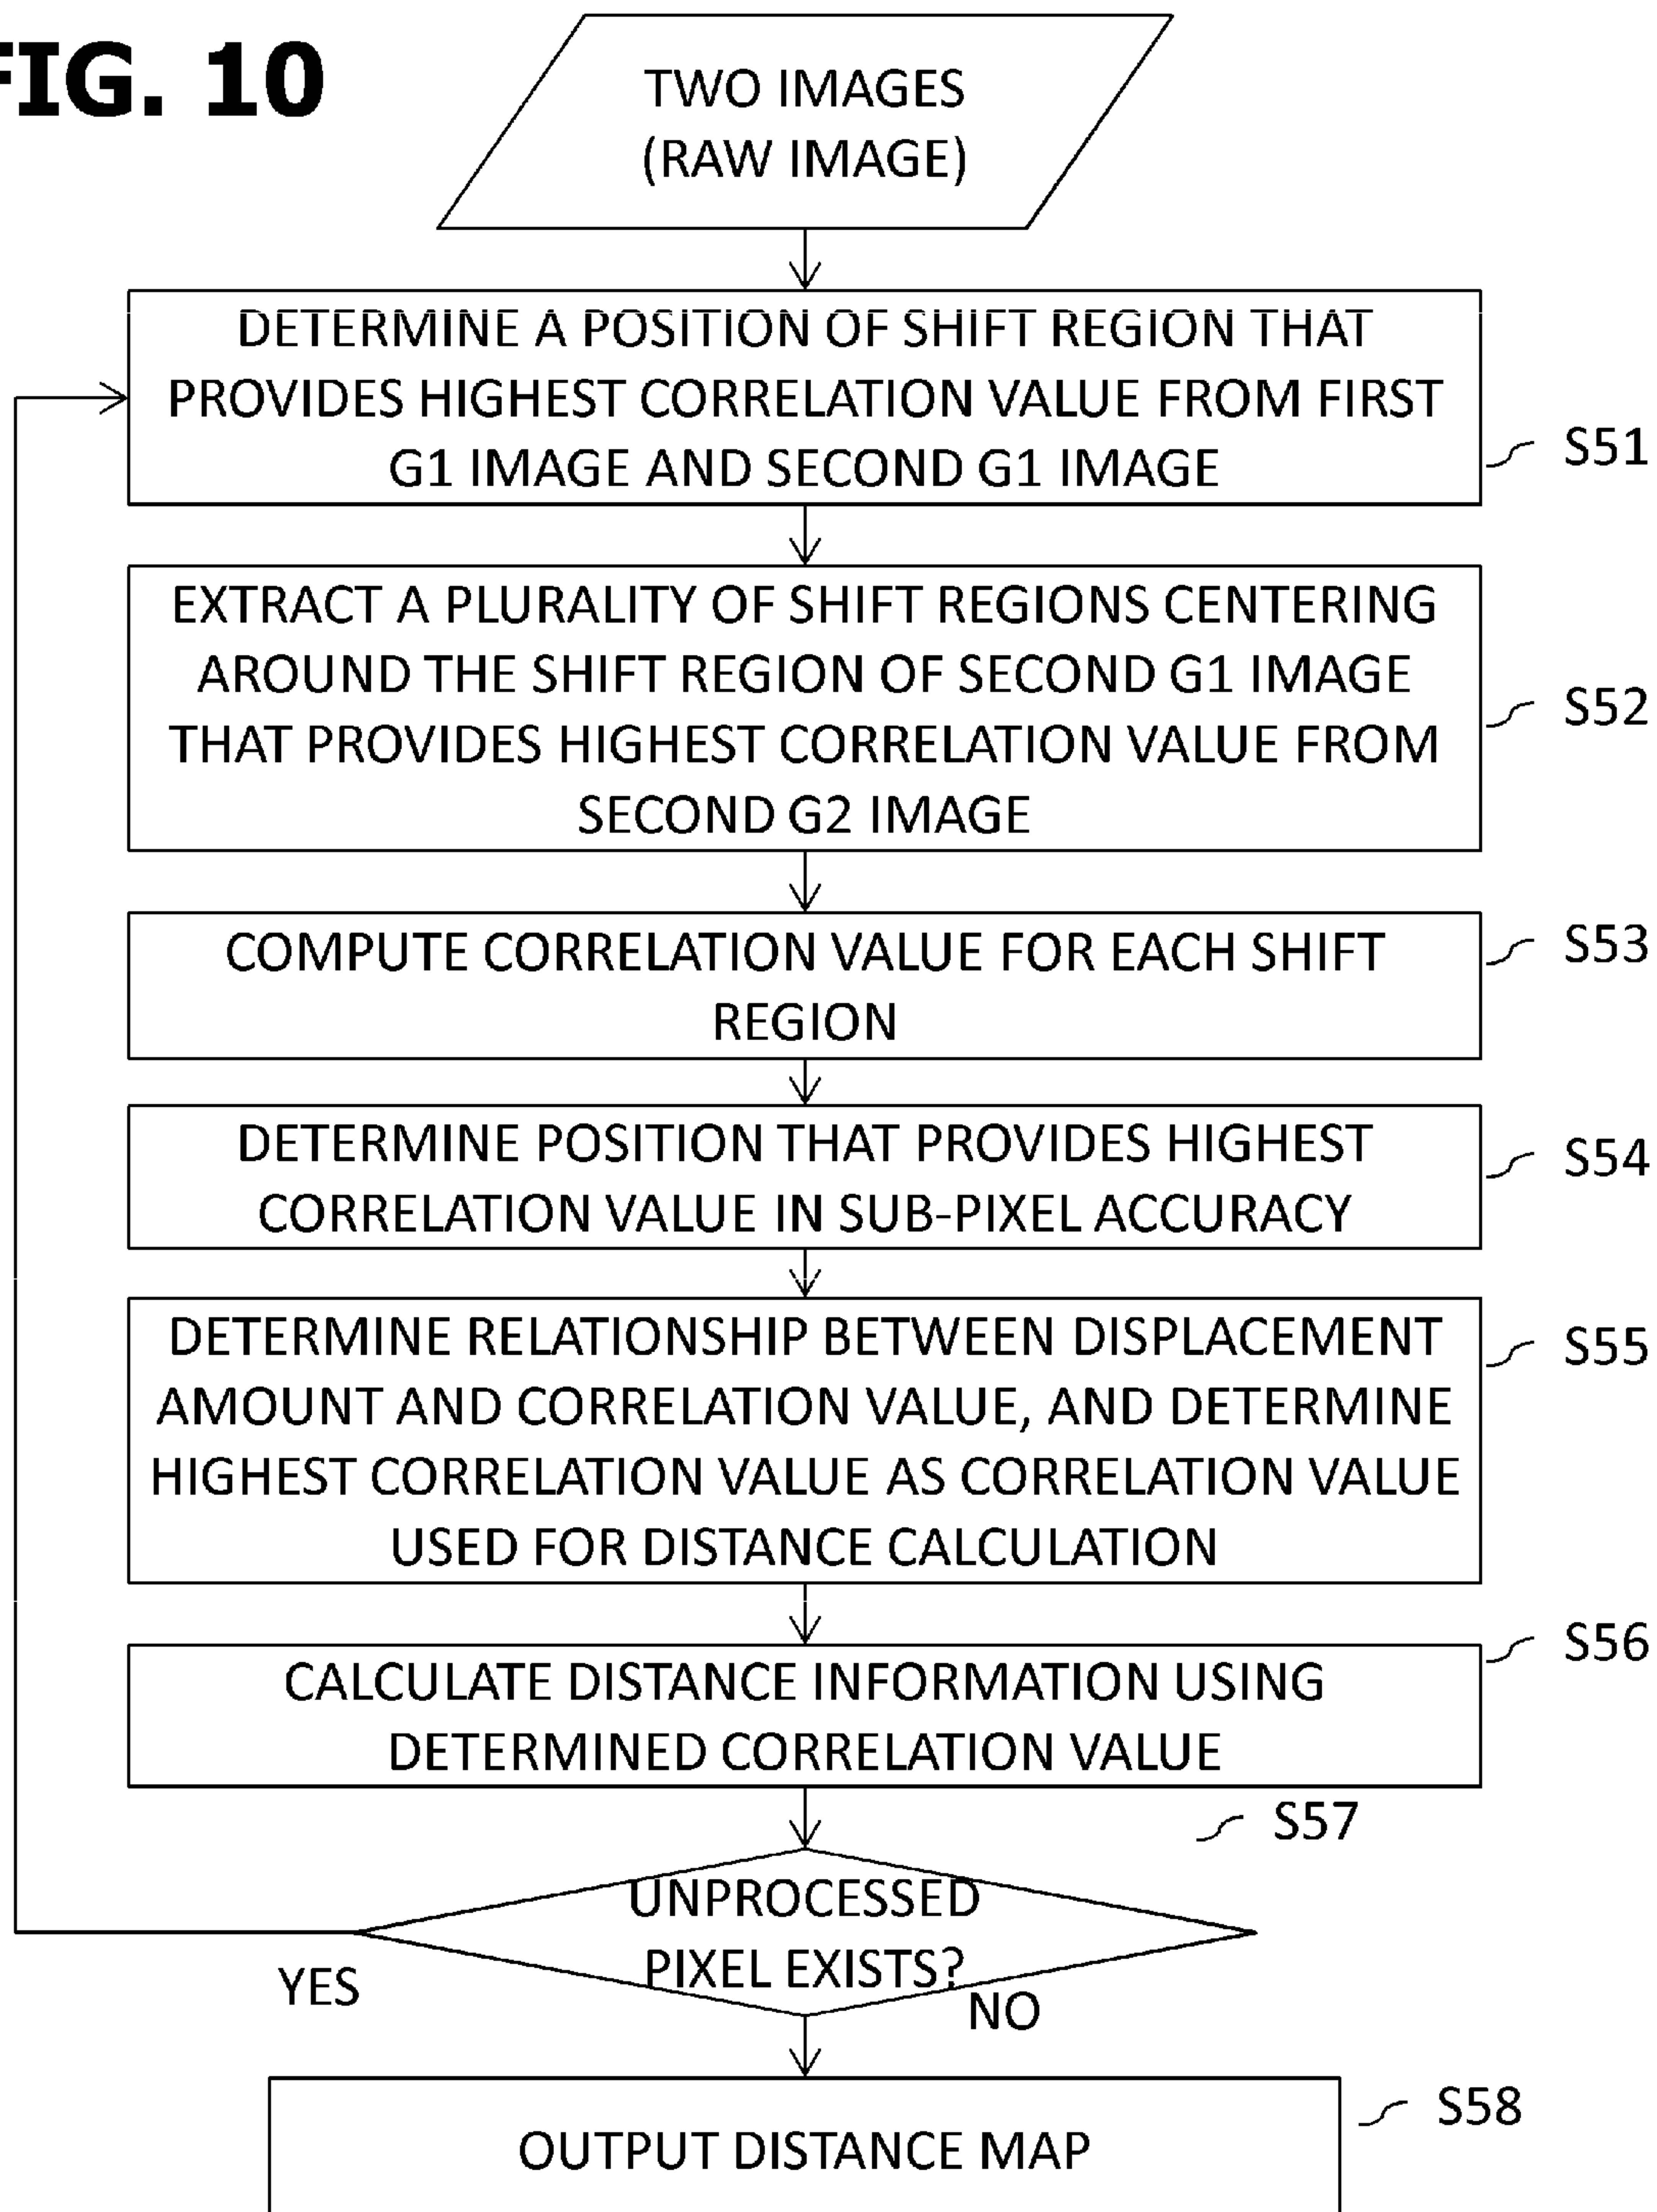 FIG. 10
TWO IMAGES
(RAW IMAGE)
DETERMINE A POSITION OF SHIFT REGION THAT
PROVIDES HIGHEST CORRELATION VALUE FROM FIRST
G1 IMAGE AND SECOND G1 IMAGE
S51
EXTRACT A PLURALITY OF SHIFT REGIONS CENTERING
AROUND THE SHIFT REGION OF SECOND G1 IMAGE
THAT PROVIDES HIGHEST CORRELATION VALUE FROM
SECOND G2 IMAGE
S52
COMPUTE CORRELATION VALUE FOR EACH SHIFT
REGION
S53
DETERMINE POSITION THAT PROVIDES HIGHEST
CORRELATION VALUE IN SUB-PIXEL ACCURACY
S54
DETERMINE RELATIONSHIP BETWEEN DISPLACEMENT
AMOUNT AND CORRELATION VALUE, AND DETERMINE
HIGHEST CORRELATION VALUE AS CORRELATION VALUE
USED FOR DISTANCE CALCULATION
S55
CALCULATE DISTANCE INFORMATION USING
DETERMINED CORRELATION VALUE
S56
S57
UNPROCESSED
PIXEL EXISTS?
YES
NO
OUTPUT DISTANCE MAP
S58